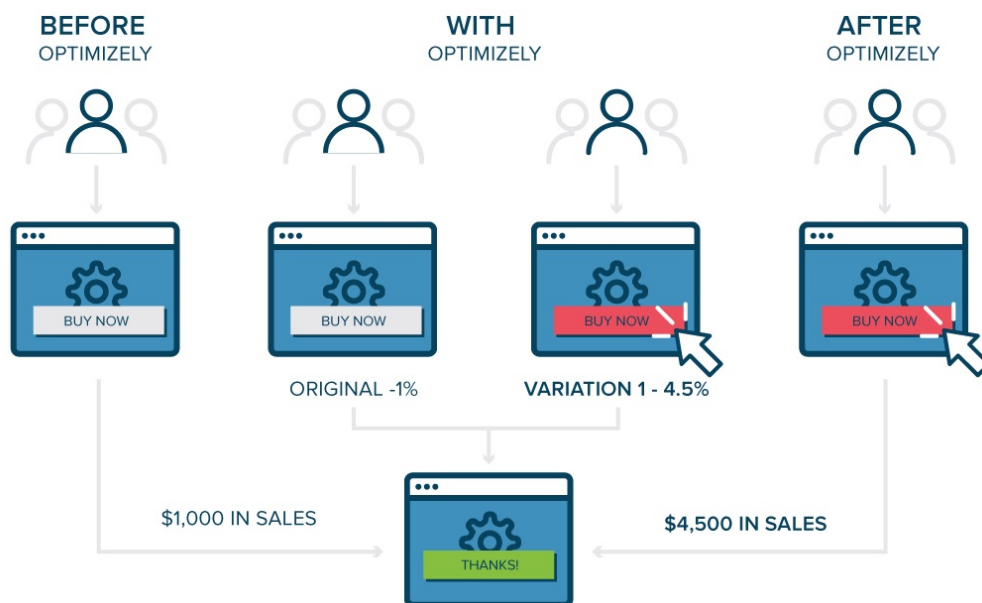 BEFORE
OPTIMIZELY
WITH
OPTIMIZELY
AFTER
OPTIMIZELY
BUY NOW
BUY NOW
BUY NOW
BUY NOW
ORIGINAL -1%
VARIATION 1 - 4.5%
$1,000 IN SALES
$4,500 IN SALES
THANKS!